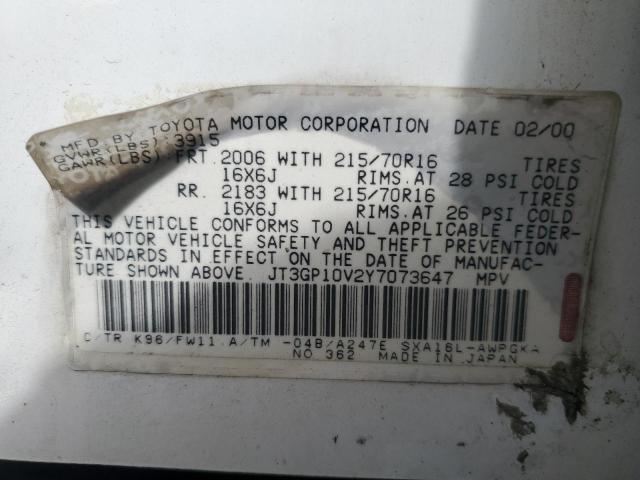 MFD BY TOYOTA MOTOR CORPORATION DATE 02/00
GVWR(LBS) 3915
GAWR(LBS) FRT 2006 WITH 215/70R16 TIRES
16X6J RIMS.AT 28 PSI COLD
RR. 2183 WITH 215/70R16 TIRES
16X6J RIMS.AT 26 PSI COLD
THIS VEHICLE CONFORMS TO ALL APPLICABLE FEDER-
AL MOTOR VEHICLE SAFETY AND THEFT PREVENTION
STANDARDS IN EFFECT ON THE DATE OF MANUFAC-
TURE SHOWN ABOVE. JT3GP10V2Y7073647 MPV
C/TR K96/FW11 A/TM -04B/A247E SXA16L-AWPGKA
NO 362 MADE IN JAPAN